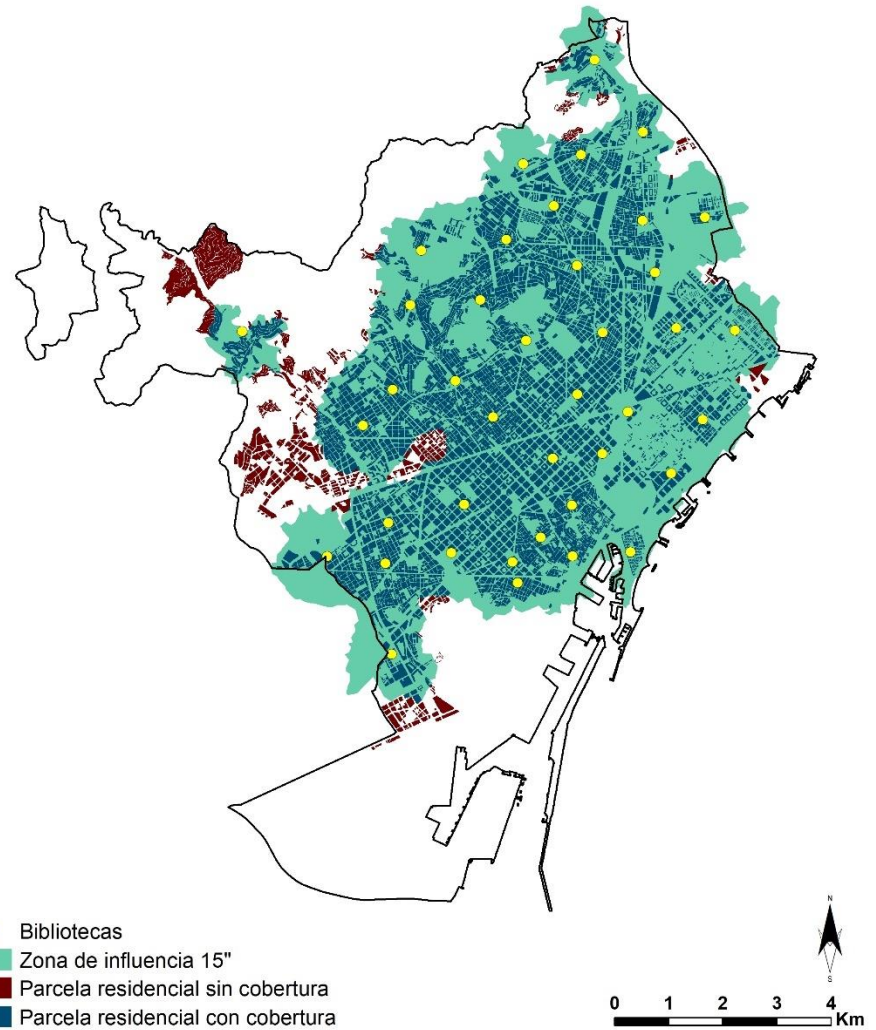 N
S
Bibliotecas
Zona de influencia 15"
Parcela residencial sin cobertura
Parcela residencial con cobertura
0 1 2 3 4
Km